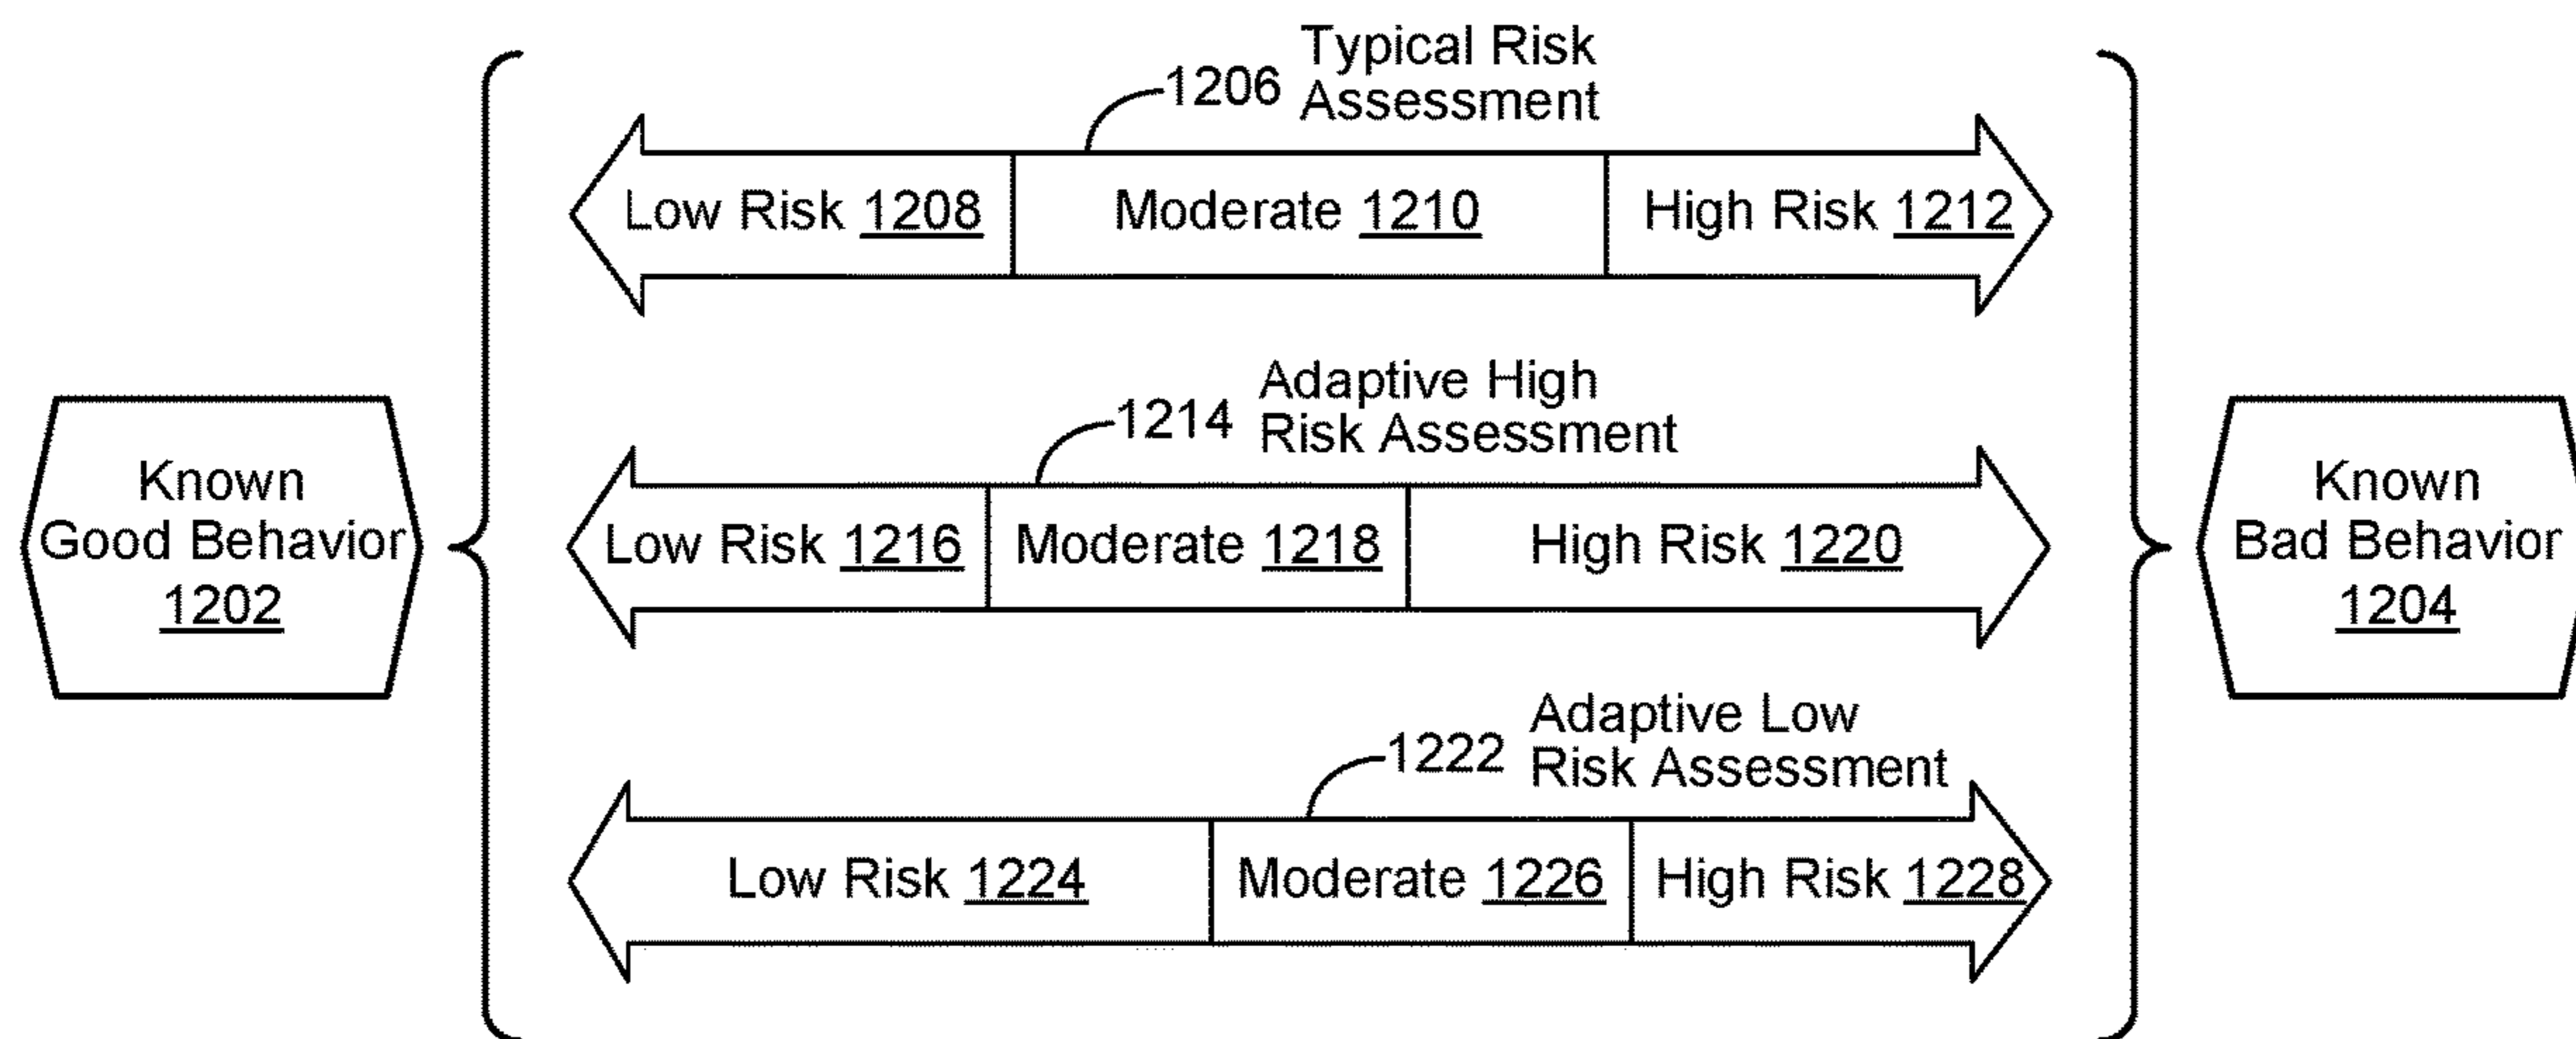 Typical Risk
1206 Assessment
Low Risk 1208 Moderate 1210 High Risk 1212
Adaptive High
1214 Risk Assessment
Known
Good Behavior
1202
Low Risk 1216 Moderate 1218 High Risk 1220
Known
Bad Behavior
1204
Adaptive Low
1222 Risk Assessment
Low Risk 1224 Moderate 1226 High Risk 1228